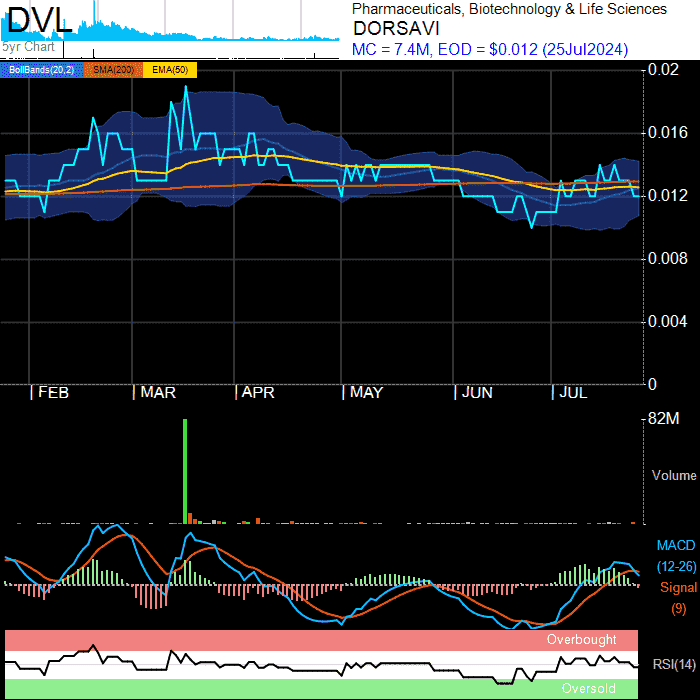 DVL
5yr Chart
Pharmaceuticals, Biotechnology & Life Sciences
DORSAVI
MC = 7.4M, EOD = $0.012 (25Jul2024)
BollBands(20,2) SMA(200) EMA(50)
0.02
0.016
0.012
0.008
0.004
0
| FEB | MAR | APR | MAY | JUN | JUL
82M
Volume
MACD
(12-26)
Signal
(9)
Overbought
RSI(14)
Oversold